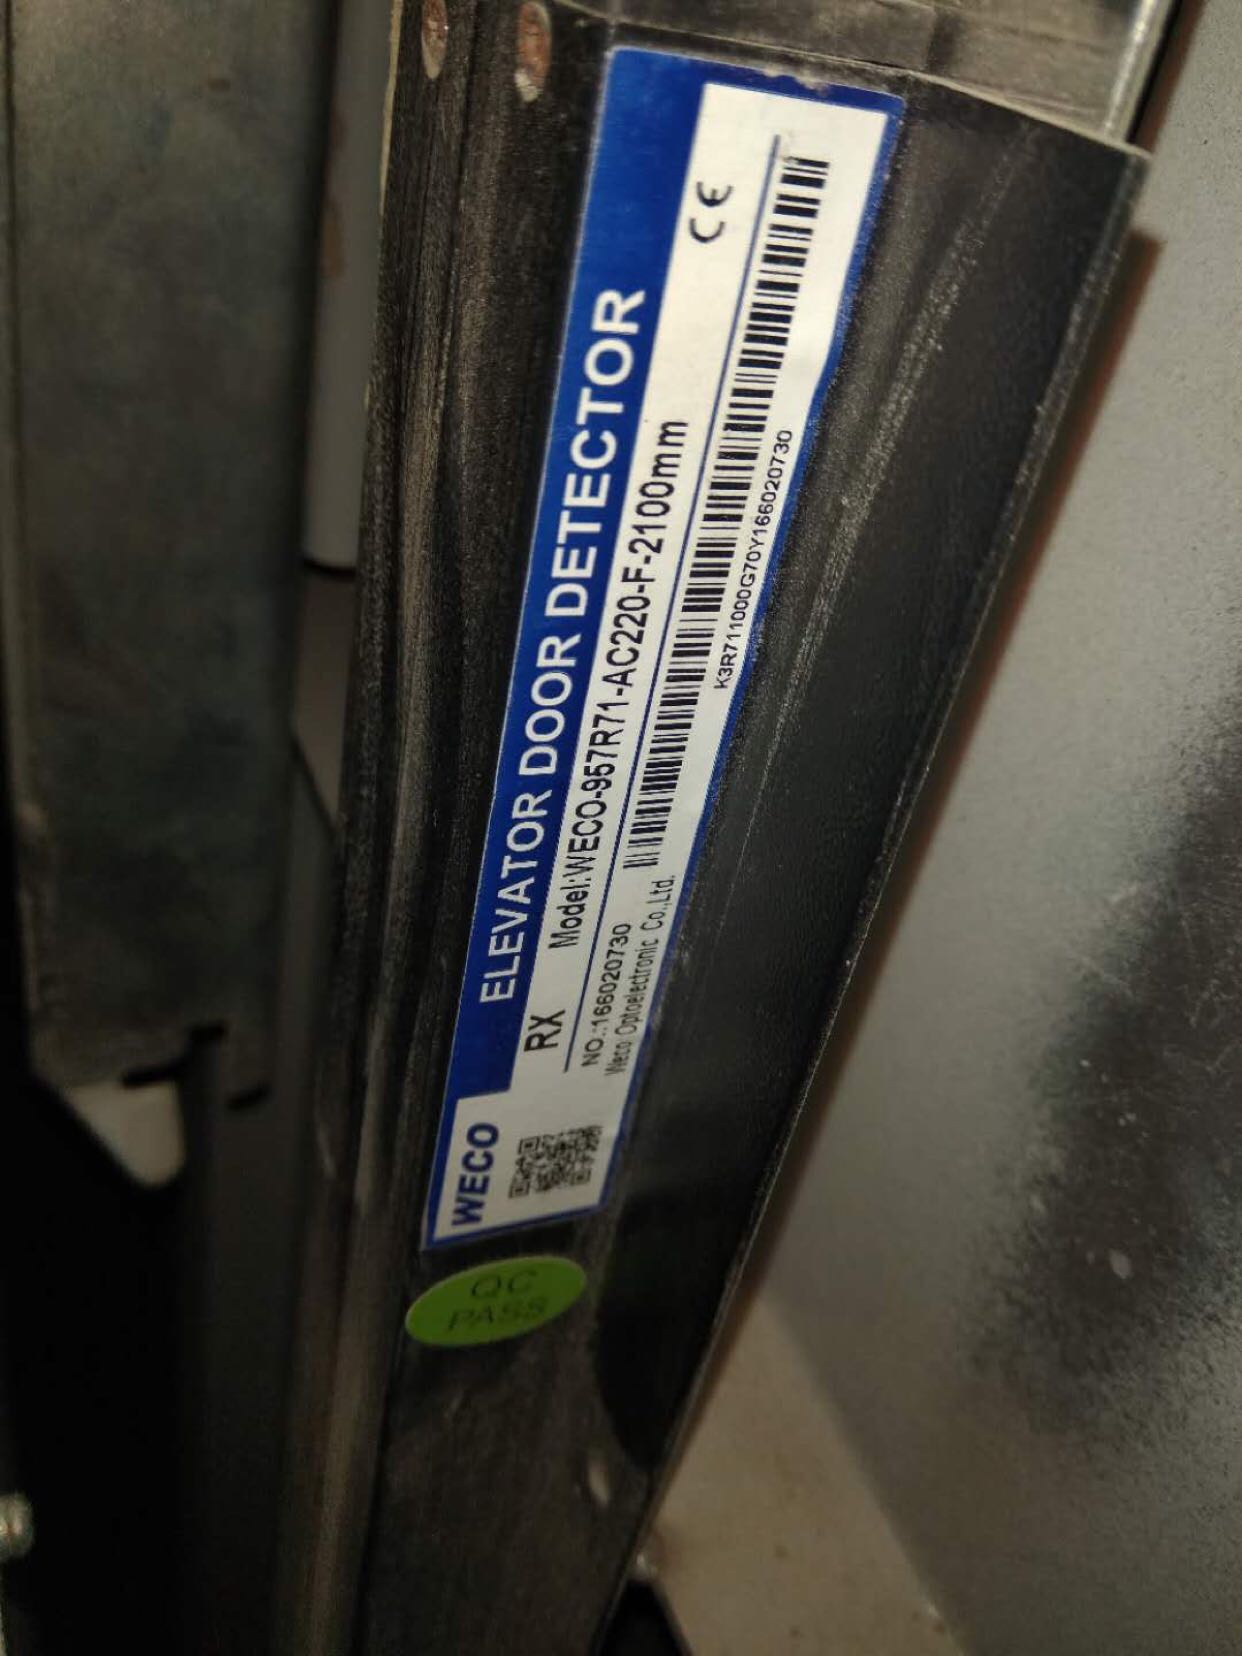 ELEVATOR DOOR DETECTOR
WECO
RX Model:WECO-957R71-AC220-F-2100mm
CE
NO.:166020730
Weco Optoelectronic Co.,Ltd.
K3R711000G70Y166020730
QC
PASS